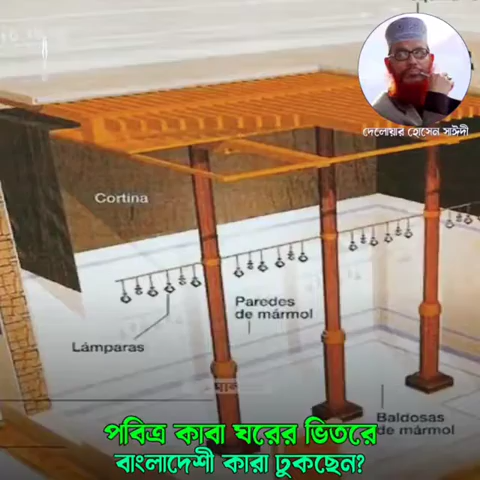 দেলোয়ার হোসেন সাঈদী
Cortina
Paredes
de mármol
Lámparas
Baldosas
de mármol
পবিত্র কাবা ঘরের ভিতরে
বাংলাদেশী কারা ঢুকছেন?